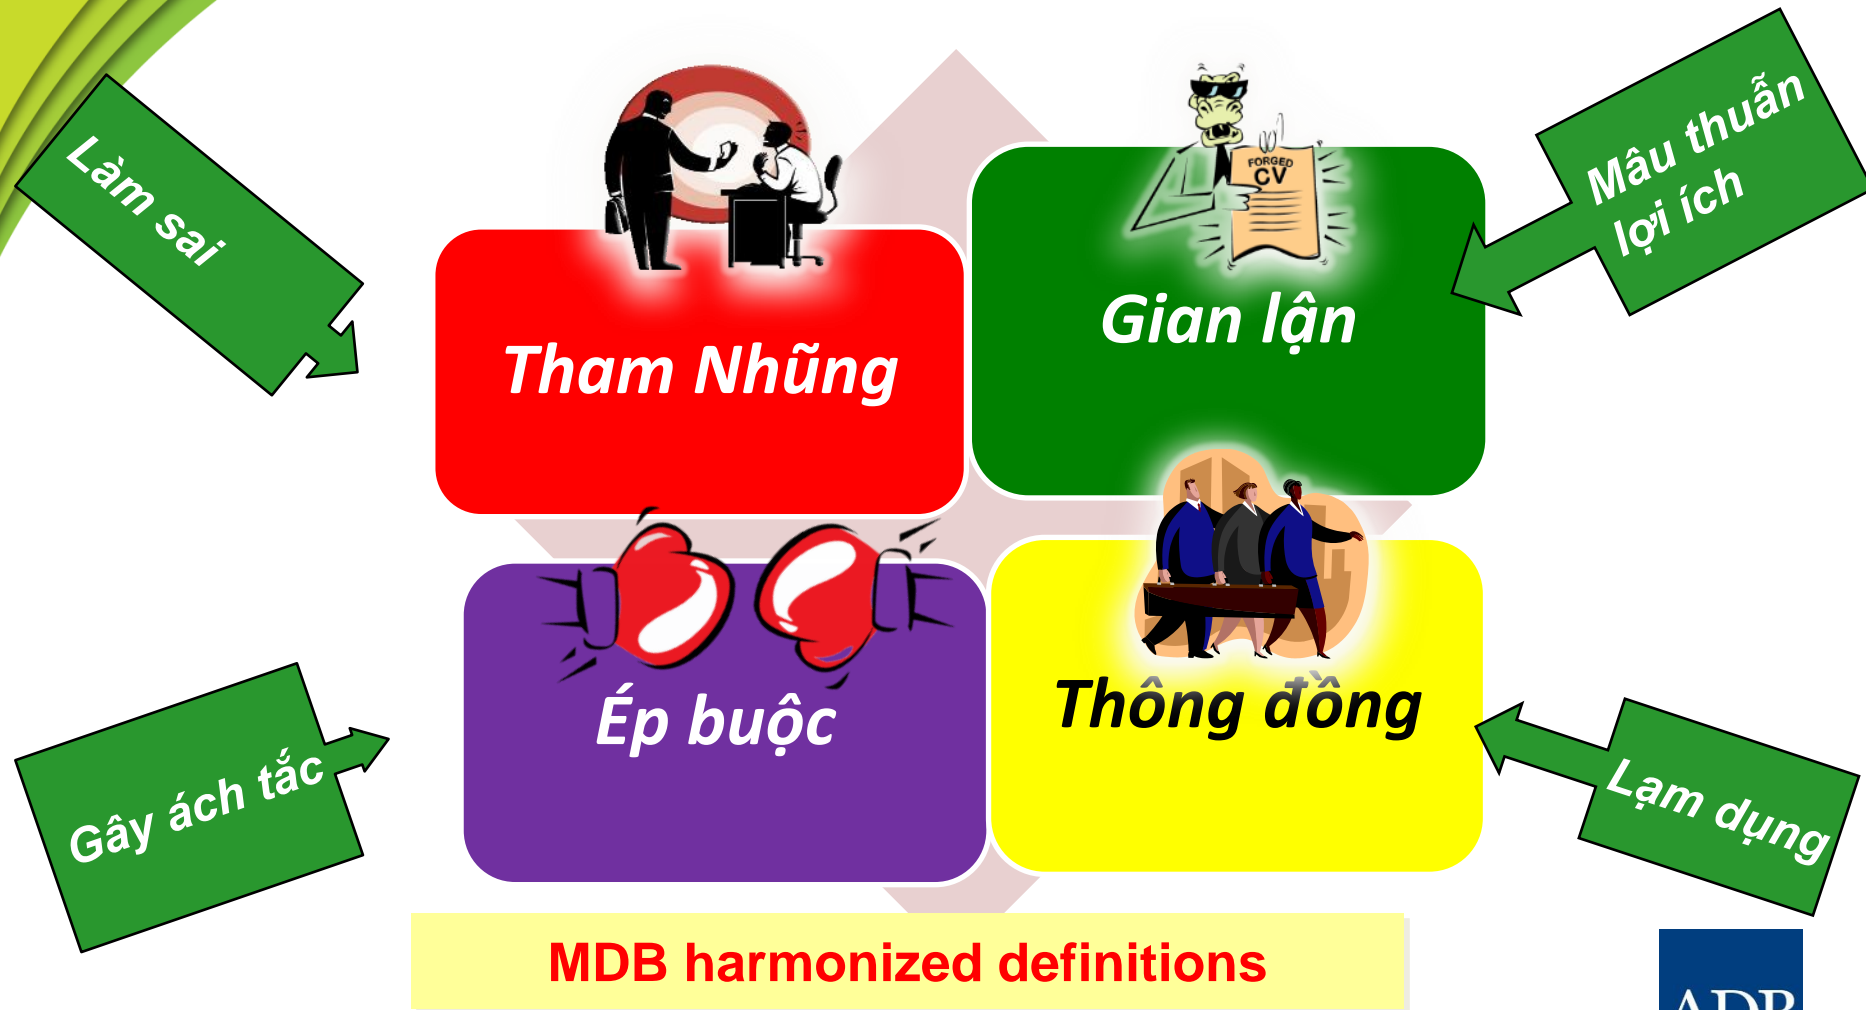 Làm sai
Mâu thuẫn
lợi ích
FORGED
CV
Tham Nhũng
Gian lận
Ép buộc
Thông đồng
Gây ách tắc
Lạm dụng
MDB harmonized definitions
ADB